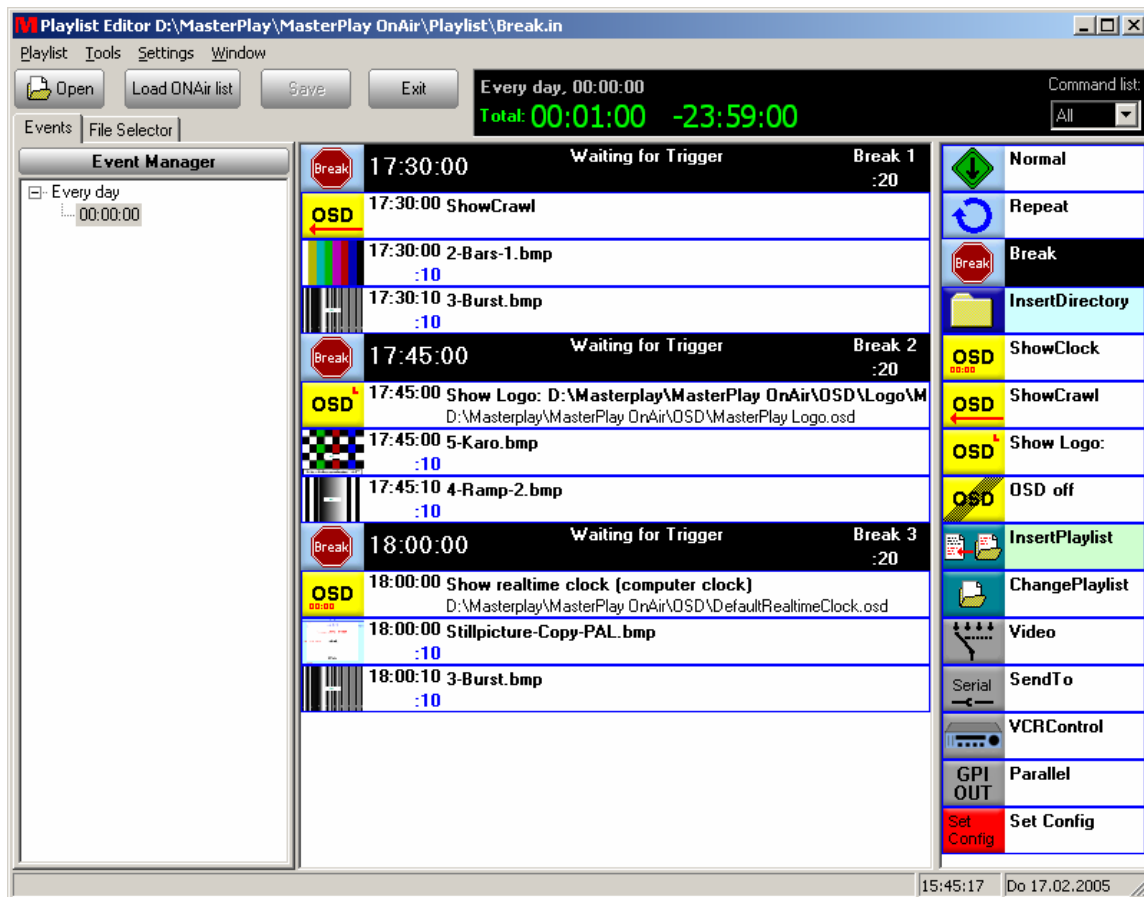 M Playlist Editor D:\MasterPlay\MasterPlay OnAir\Playlist\Break.in
Playlist Tools Settings Window
Open
Load ONAir list
Save
Exit
Every day, 00:00:00
Total: 00:01:00 -23:59:00
Command list:
All
Events
File Selector
Event Manager
Every day
00:00:00
Break 17:30:00 Waiting for Trigger Break 1
:20
OSD 17:30:00 ShowCrawl
17:30:00 2-Bars-1.bmp
:10
17:30:10 3-Burst.bmp
:10
Break 17:45:00 Waiting for Trigger Break 2
:20
OSD 17:45:00 Show Logo: D:\Masterplay\MasterPlay OnAir\OSD\Logo\M
D:\Masterplay\MasterPlay OnAir\OSD\MasterPlay Logo.osd
17:45:00 5-Karo.bmp
:10
17:45:10 4-Ramp-2.bmp
:10
Break 18:00:00 Waiting for Trigger Break 3
:20
OSD 18:00:00 Show realtime clock (computer clock)
00:00 D:\Masterplay\MasterPlay OnAir\OSD\DefaultRealtimeClock.osd
18:00:00 Stillpicture-Copy-PAL.bmp
:10
18:00:10 3-Burst.bmp
:10
Normal
Repeat
Break Break
InsertDirectory
OSD ShowClock
00:00
OSD ShowCrawl
OSD Show Logo:
OSD OSD off
InsertPlaylist
ChangePlaylist
Video
Serial SendTo
VCRControl
GPI Parallel
OUT
Set Set Config
Config
15:45:17 Do 17.02.2005